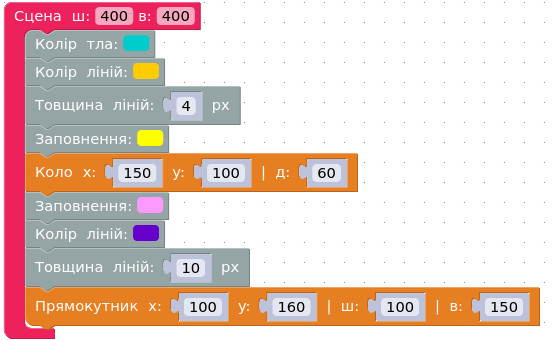 Сцена ш: 400 в: 400
Колір тла:
Колір ліній:
Товщина ліній: 4 px
Заповнення:
Коло х: 150 у: 100 | д: 60
Заповнення:
Колір ліній:
Товщина ліній: 10 px
Прямокутник х: 100 у: 160 | ш: 100 | в: 150